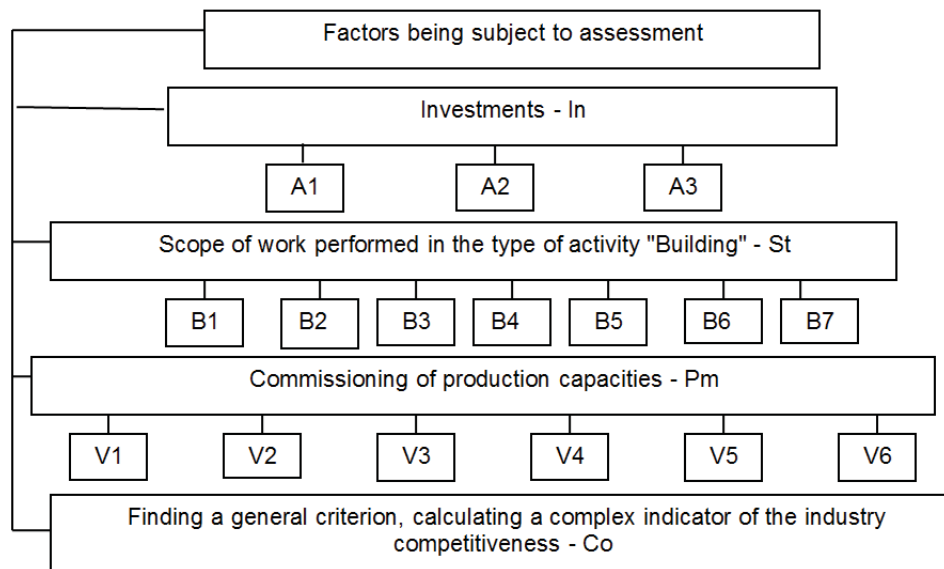 Factors being subject to assessment
Investments - In
A1 A2 A3
Scope of work performed in the type of activity "Building" - St
B1 B2 B3 B4 B5 B6 B7
Commissioning of production capacities - Pm
V1 V2 V3 V4 V5 V6
Finding a general criterion, calculating a complex indicator of the industry
competitiveness - Co